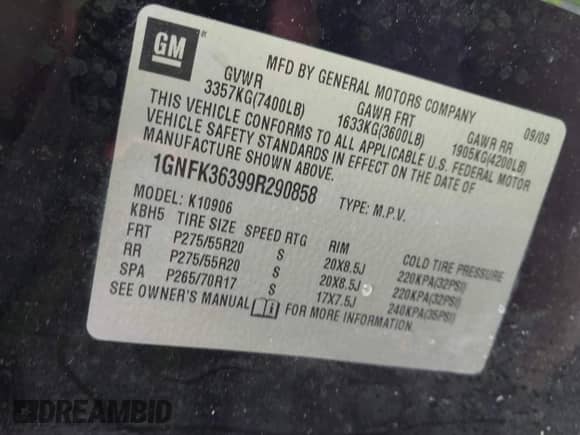 GM
MFD BY GENERAL MOTORS COMPANY
GVWR GAWR FRT GAWR RR 09/09
3357KG(7400LB) 1633KG(3600LB) 1905KG(4200LB)
THIS VEHICLE CONFORMS TO ALL APPLICABLE U.S. FEDERAL MOTOR
VEHICLE SAFETY STANDARDS IN EFFECT ON THE DATE OF
MANUFACTURE SHOWN ABOVE.
1GNFK36399R290858 TYPE: M.P.V.
MODEL: K10906
KBH5 TIRE SIZE SPEED RTG RIM COLD TIRE PRESSURE
FRT P275/55R20 S 20X8.5J 220KPA(32PSI)
RR P275/55R20 S 20X8.5J 220KPA(32PSI)
SPA P265/70R17 S 17X7.5J 240KPA(35PSI)
SEE OWNER'S MANUAL FOR MORE INFORMATION.
DREAMBID